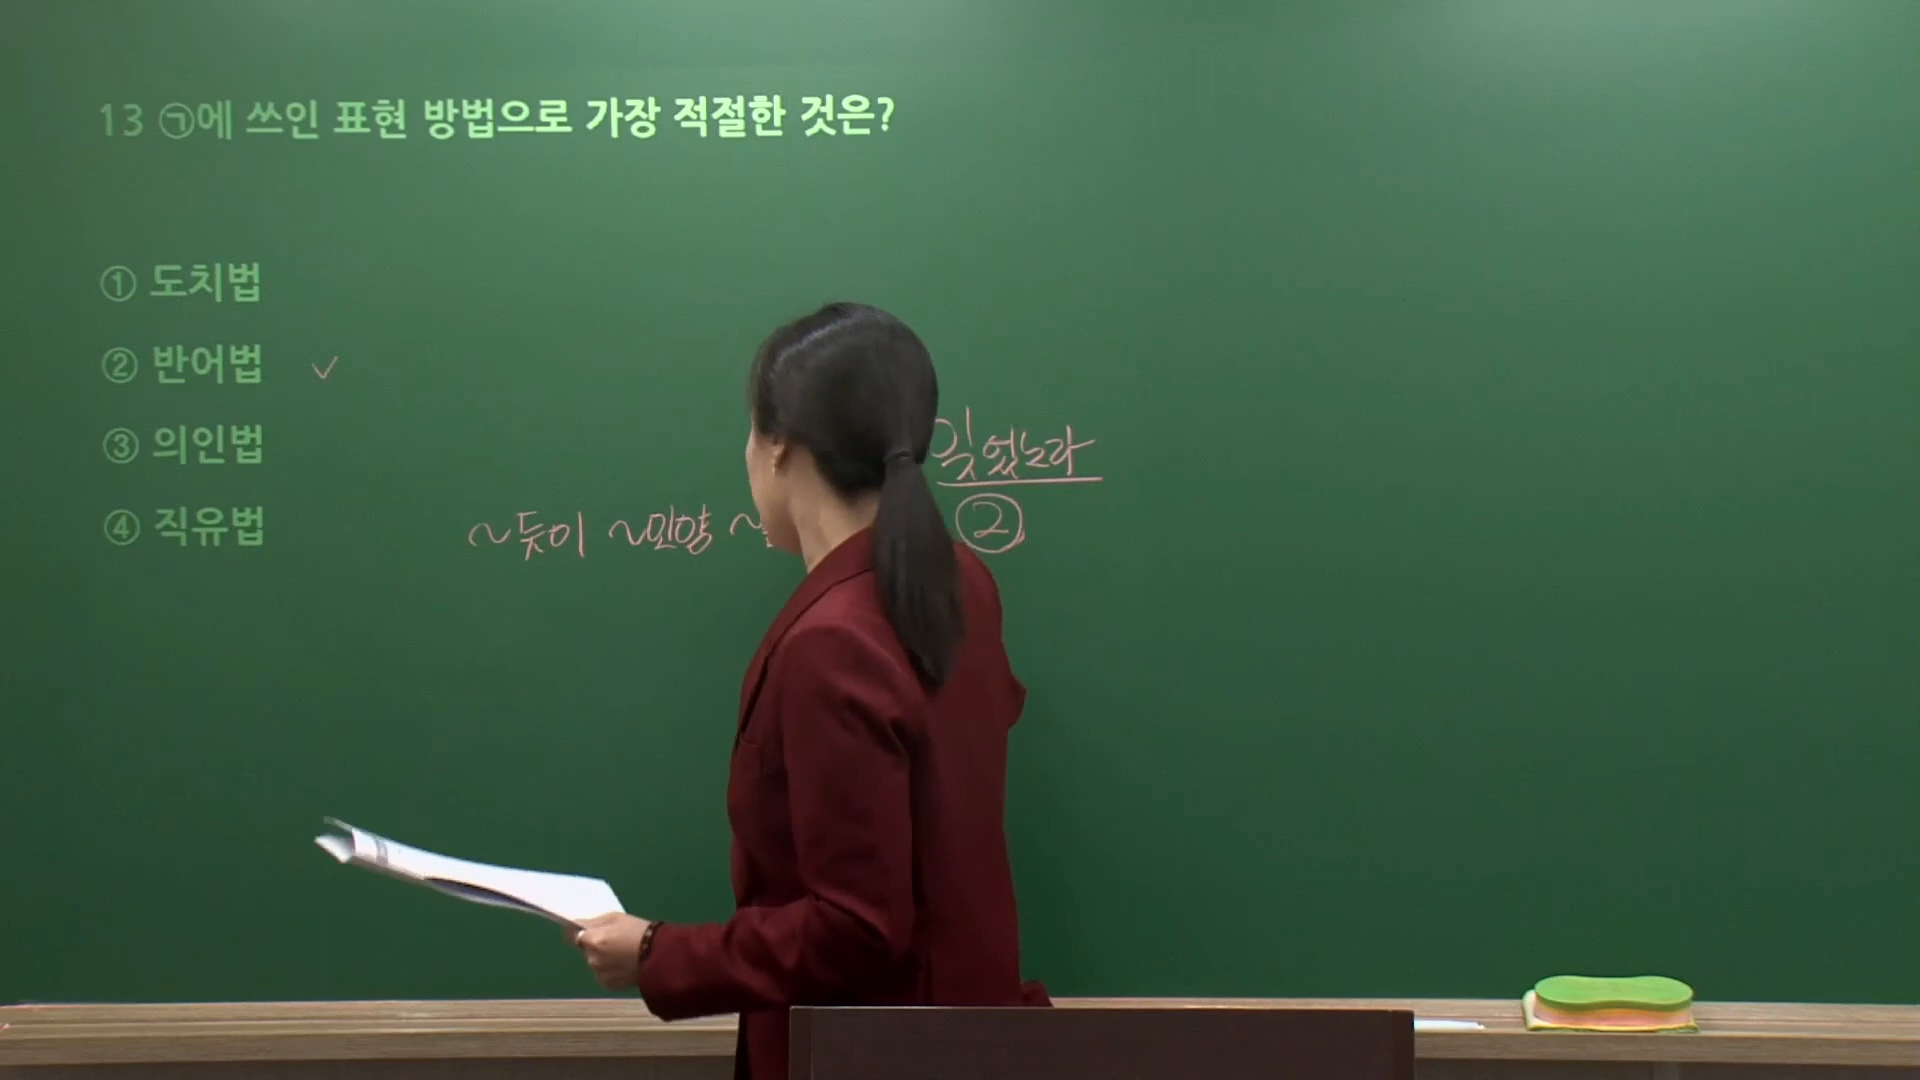 13 ㉠에 쓰인 표현 방법으로 가장 적절한 것은?
① 도치법
② 반어법 ✓
③ 의인법
④ 직유법
잊었노라
②
~듯이 ~인양 ~